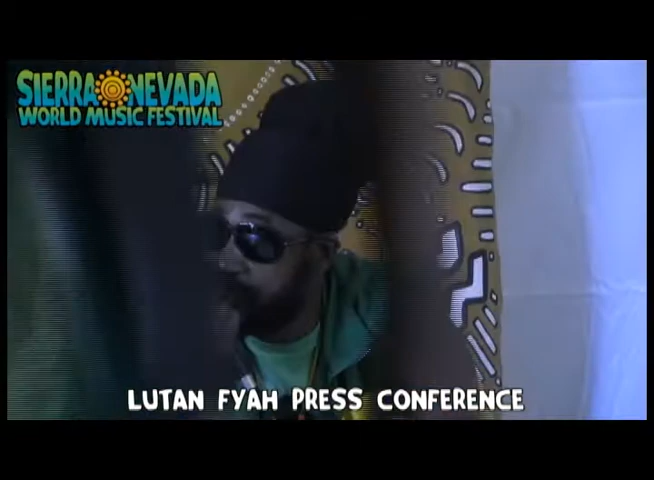 SIERRA NEVADA
WORLD MUSIC FESTIVAL
LUTAN FYAH PRESS CONFERENCE